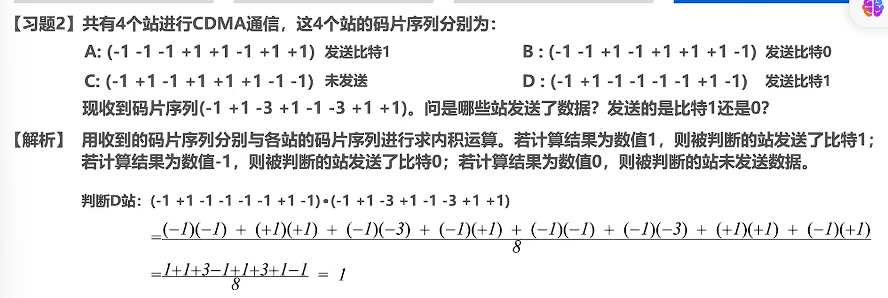 【习题2】共有4个站进行CDMA通信，这4个站的码片序列分别为：
A: (-1 -1 -1 +1 +1 -1 +1 +1) 发送比特1 B : (-1 -1 +1 -1 +1 +1 +1 -1) 发送比特0
C: (-1 +1 -1 +1 +1 +1 -1 -1) 未发送 D : (-1 +1 -1 -1 -1 -1 +1 -1) 发送比特1
现收到码片序列(-1 +1 -3 +1 -1 -3 +1 +1)。问是哪些站发送了数据？发送的是比特1还是0？
【解析】 用收到的码片序列分别与各站的码片序列进行求内积运算。若计算结果为数值1，则被判断的站发送了比特1；
若计算结果为数值-1，则被判断的站发送了比特0；若计算结果为数值0，则被判断的站未发送数据。
判断D站：(-1 +1 -1 -1 -1 -1 +1 -1)•(-1 +1 -3 +1 -1 -3 +1 +1)
=(−1)(−1) + (+1)(+1) + (−1)(−3) + (−1)(+1) + (−1)(−1) + (−1)(−3) + (+1)(+1) + (−1)(+1)
8
=1+1+3−1+1+3+1−1 = 1
8